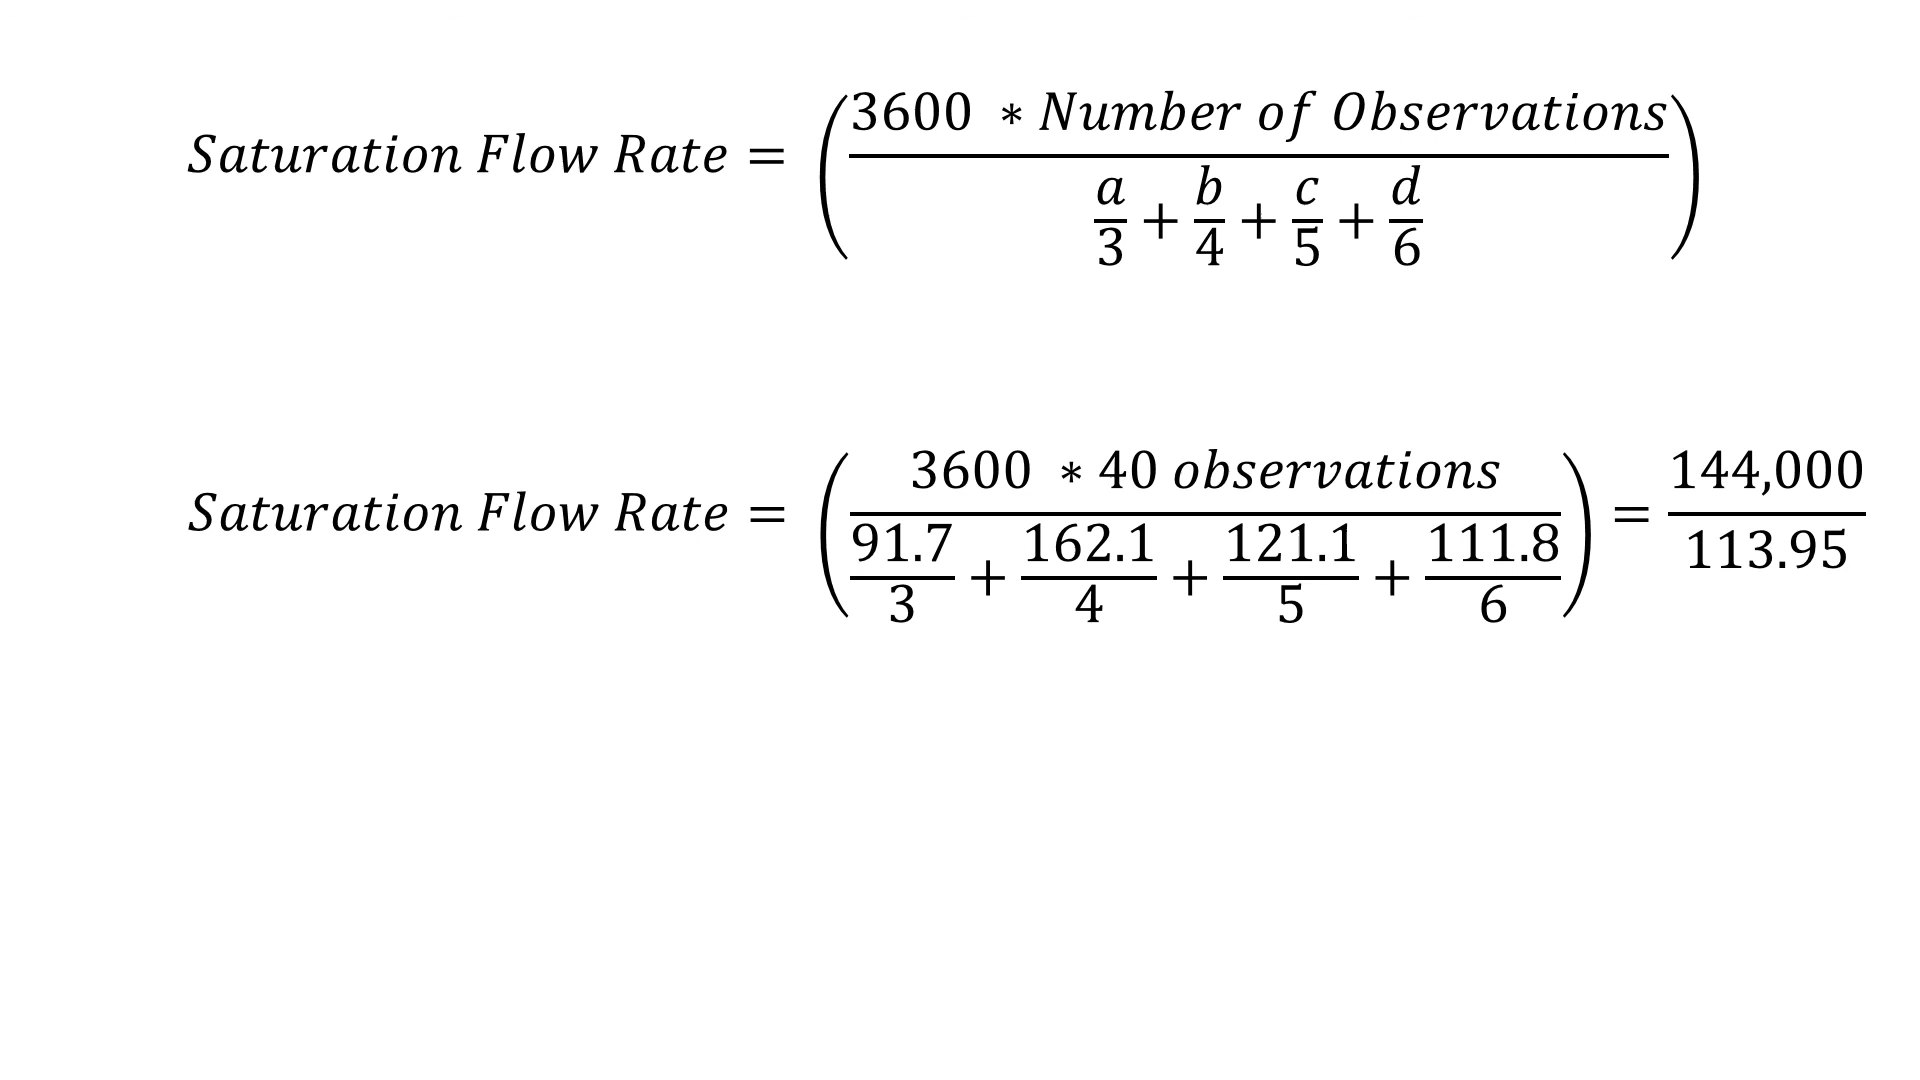 Saturation Flow Rate = (3600 * Number of Observations / (a/3 + b/4 + c/5 + d/6))
Saturation Flow Rate = (3600 * 40 observations / (91.7/3 + 162.1/4 + 121.1/5 + 111.8/6)) = 144,000/113.95